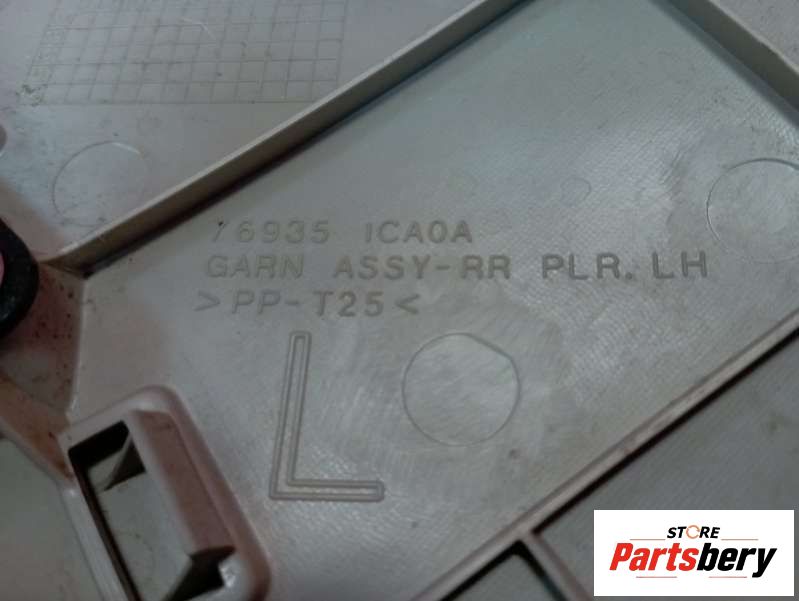 76935 1CA0A
GARN ASSY-RR PLR. LH
>PP-T25<
L
STORE
Partsbery